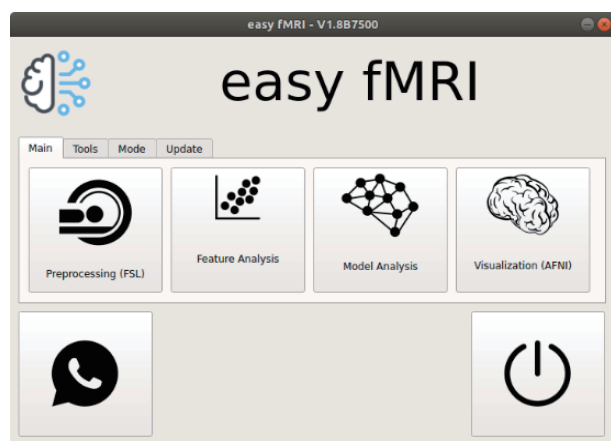 easy fMRI - V1.8B7500
easy fMRI
Main Tools Mode Update
Preprocessing (FSL) Feature Analysis Model Analysis Visualization (AFNI)